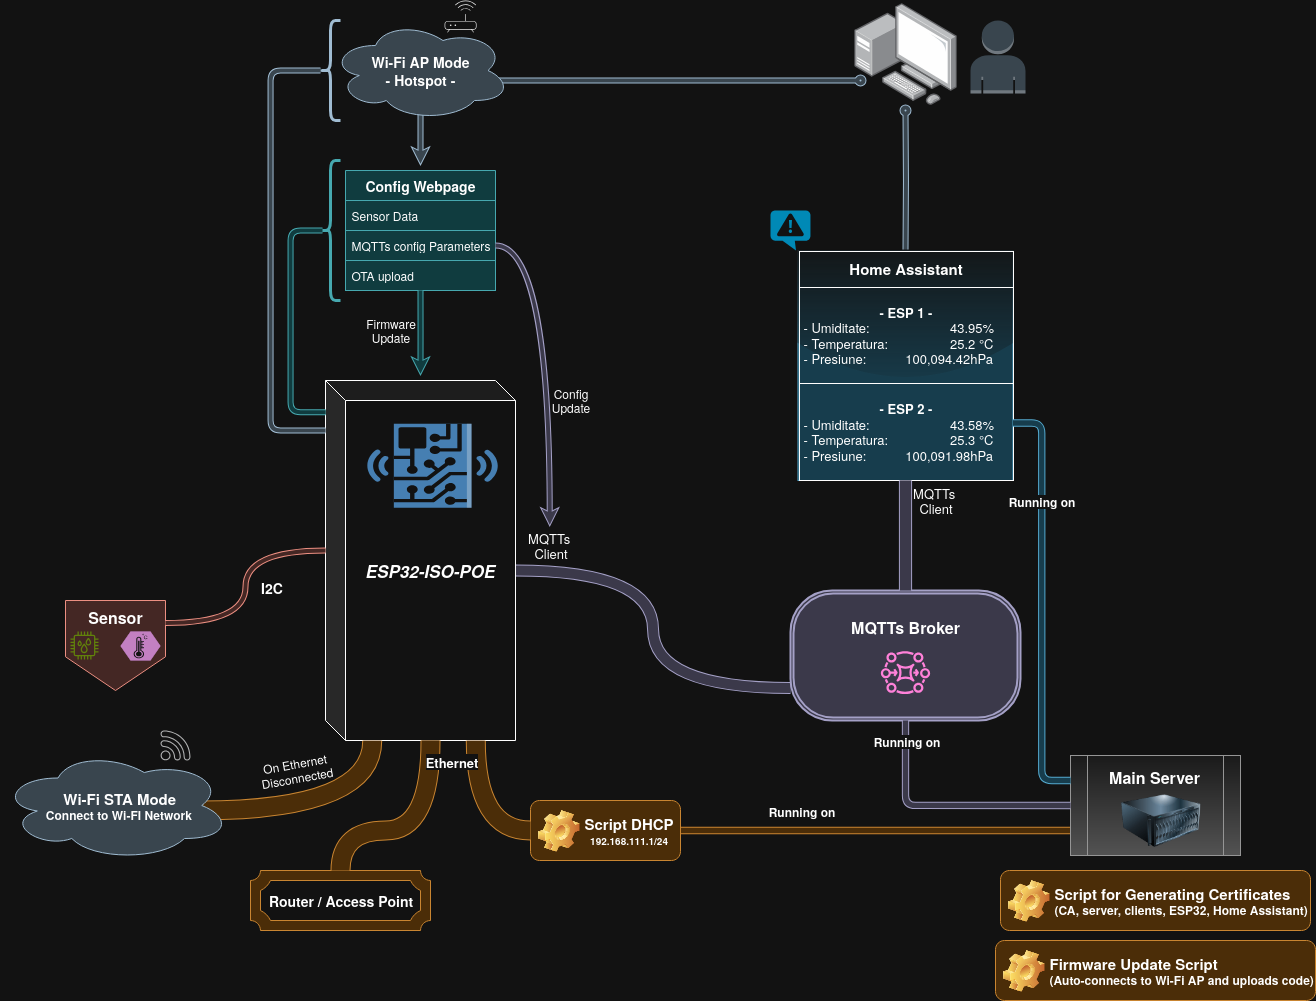 Wi-Fi AP Mode
- Hotspot -
Config Webpage
Sensor Data
MQTTs config Parameters
OTA upload
Firmware
Update
Config
Update
Home Assistant
- ESP 1 -
- Umiditate: 43.95%
- Temperatura: 25.2 °C
- Presiune: 100,094.42hPa
- ESP 2 -
- Umiditate: 43.58%
- Temperatura: 25.3 °C
- Presiune: 100,091.98hPa
MQTTs
Client
Running on
MQTTs
Client
ESP32-ISO-POE
I2C
Sensor
MQTTs Broker
Running on
On Ethernet
Disconnected
Ethernet
Wi-Fi STA Mode
Connect to Wi-FI Network
Script DHCP
192.168.111.1/24
Running on
Main Server
Router / Access Point
Script for Generating Certificates
(CA, server, clients, ESP32, Home Assistant)
Firmware Update Script
(Auto-connects to Wi-Fi AP and uploads code)